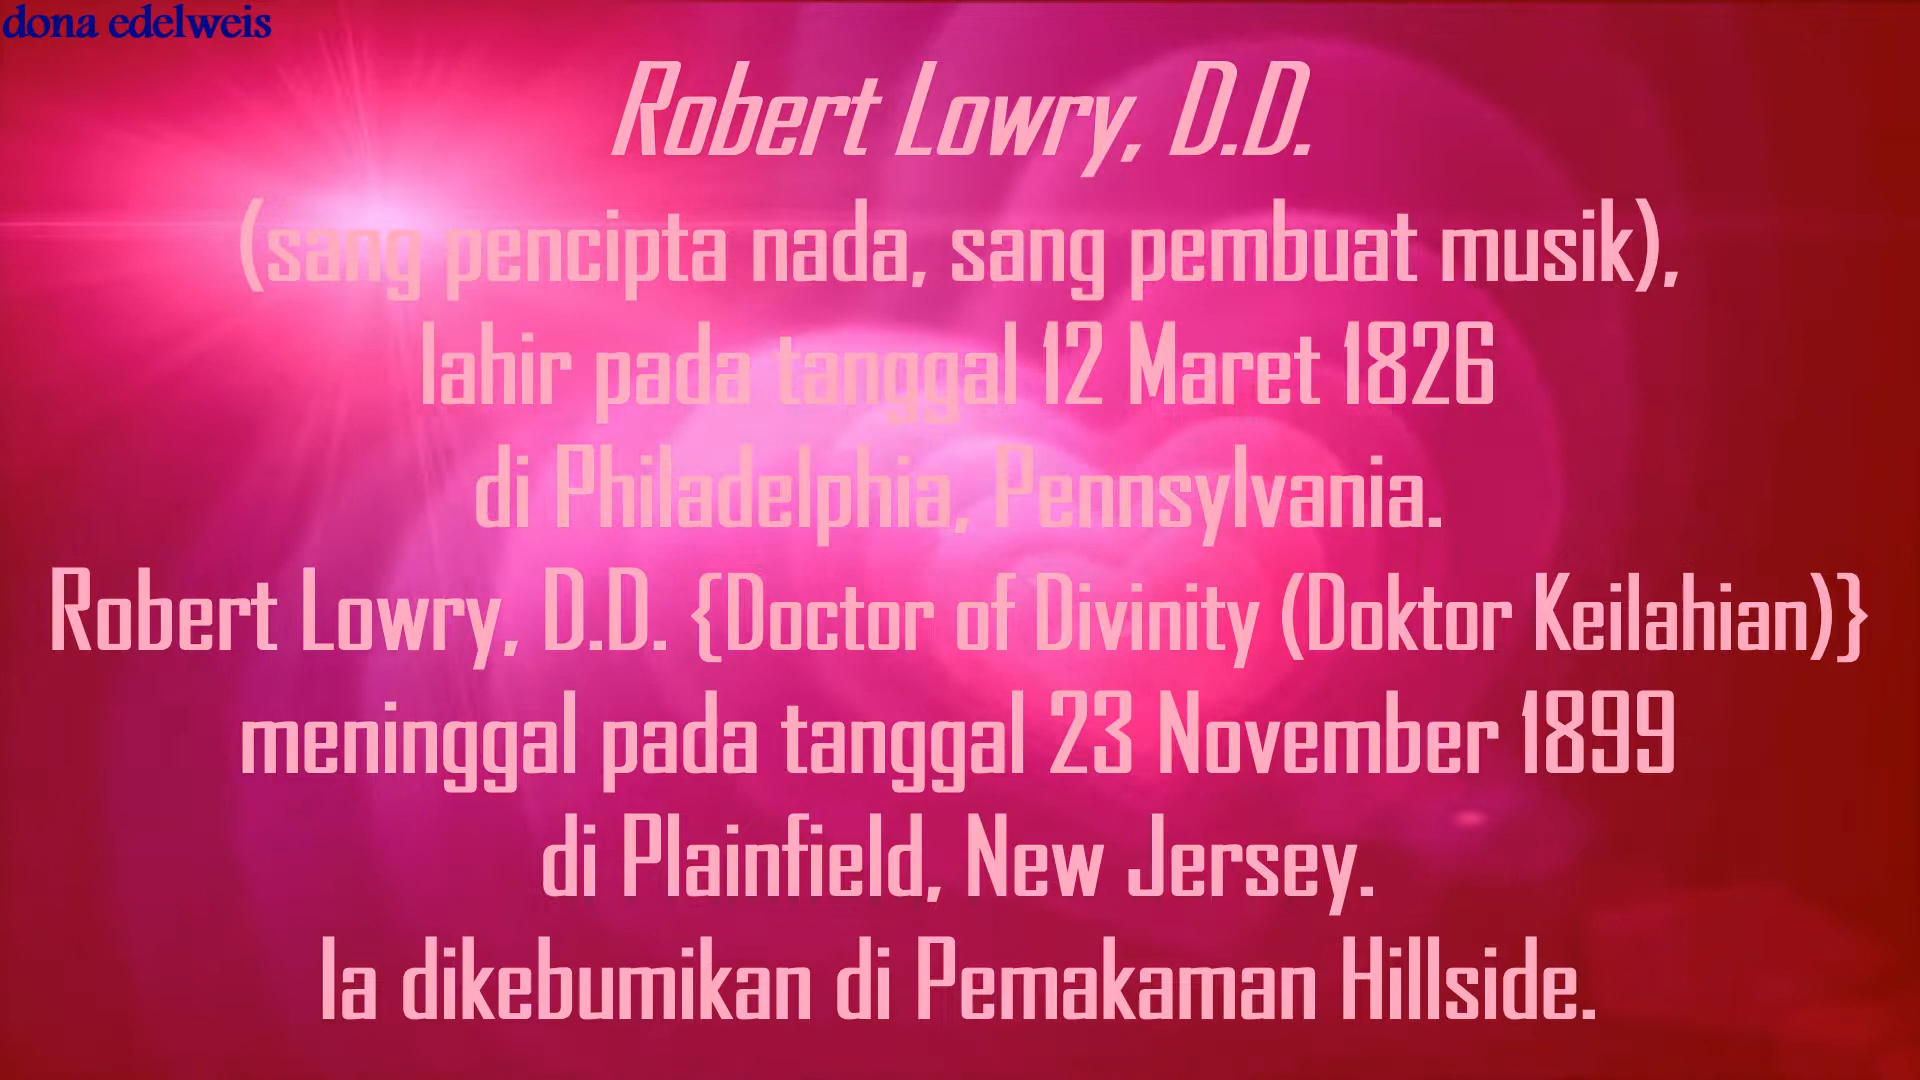 dona edelweis
Robert Lowry, D.D.
(sang pencipta nada, sang pembuat musik),
lahir pada tanggal 12 Maret 1826
di Philadelphia, Pennsylvania.
Robert Lowry, D.D. {Doctor of Divinity (Doktor Keilahian)}
meninggal pada tanggal 23 November 1899
di Plainfield, New Jersey.
Ia dikebumikan di Pemakaman Hillside.